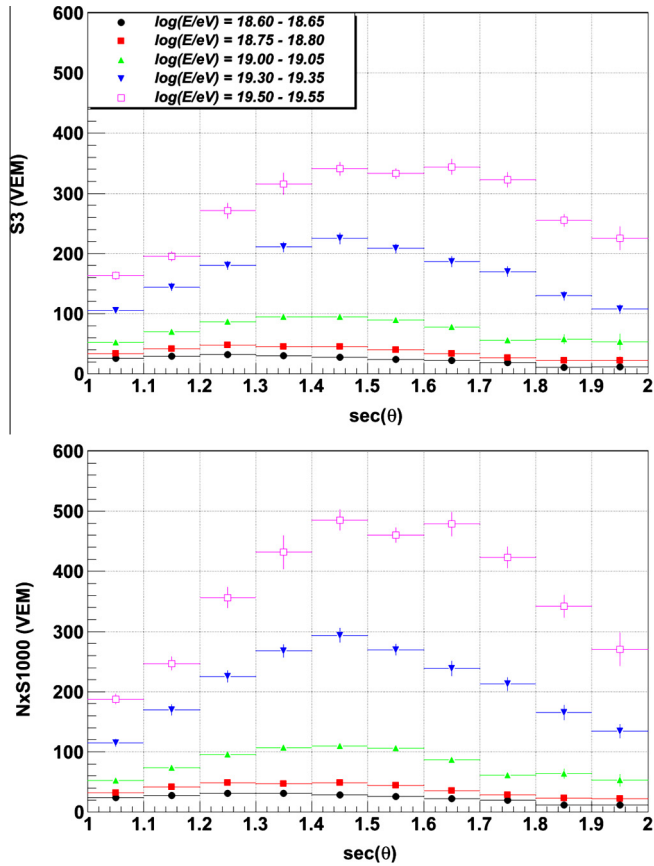 600
log(E/eV) = 18.60 - 18.65
log(E/eV) = 18.75 - 18.80
500
log(E/eV) = 19.00 - 19.05
log(E/eV) = 19.30 - 19.35
log(E/eV) = 19.50 - 19.55
400
S3 (VEM)
300
200
100
0
1 1.1 1.2 1.3 1.4 1.5 1.6 1.7 1.8 1.9 2
sec(θ)
600
500
400
NxS1000 (VEM)
300
200
100
0
1 1.1 1.2 1.3 1.4 1.5 1.6 1.7 1.8 1.9 2
sec(θ)